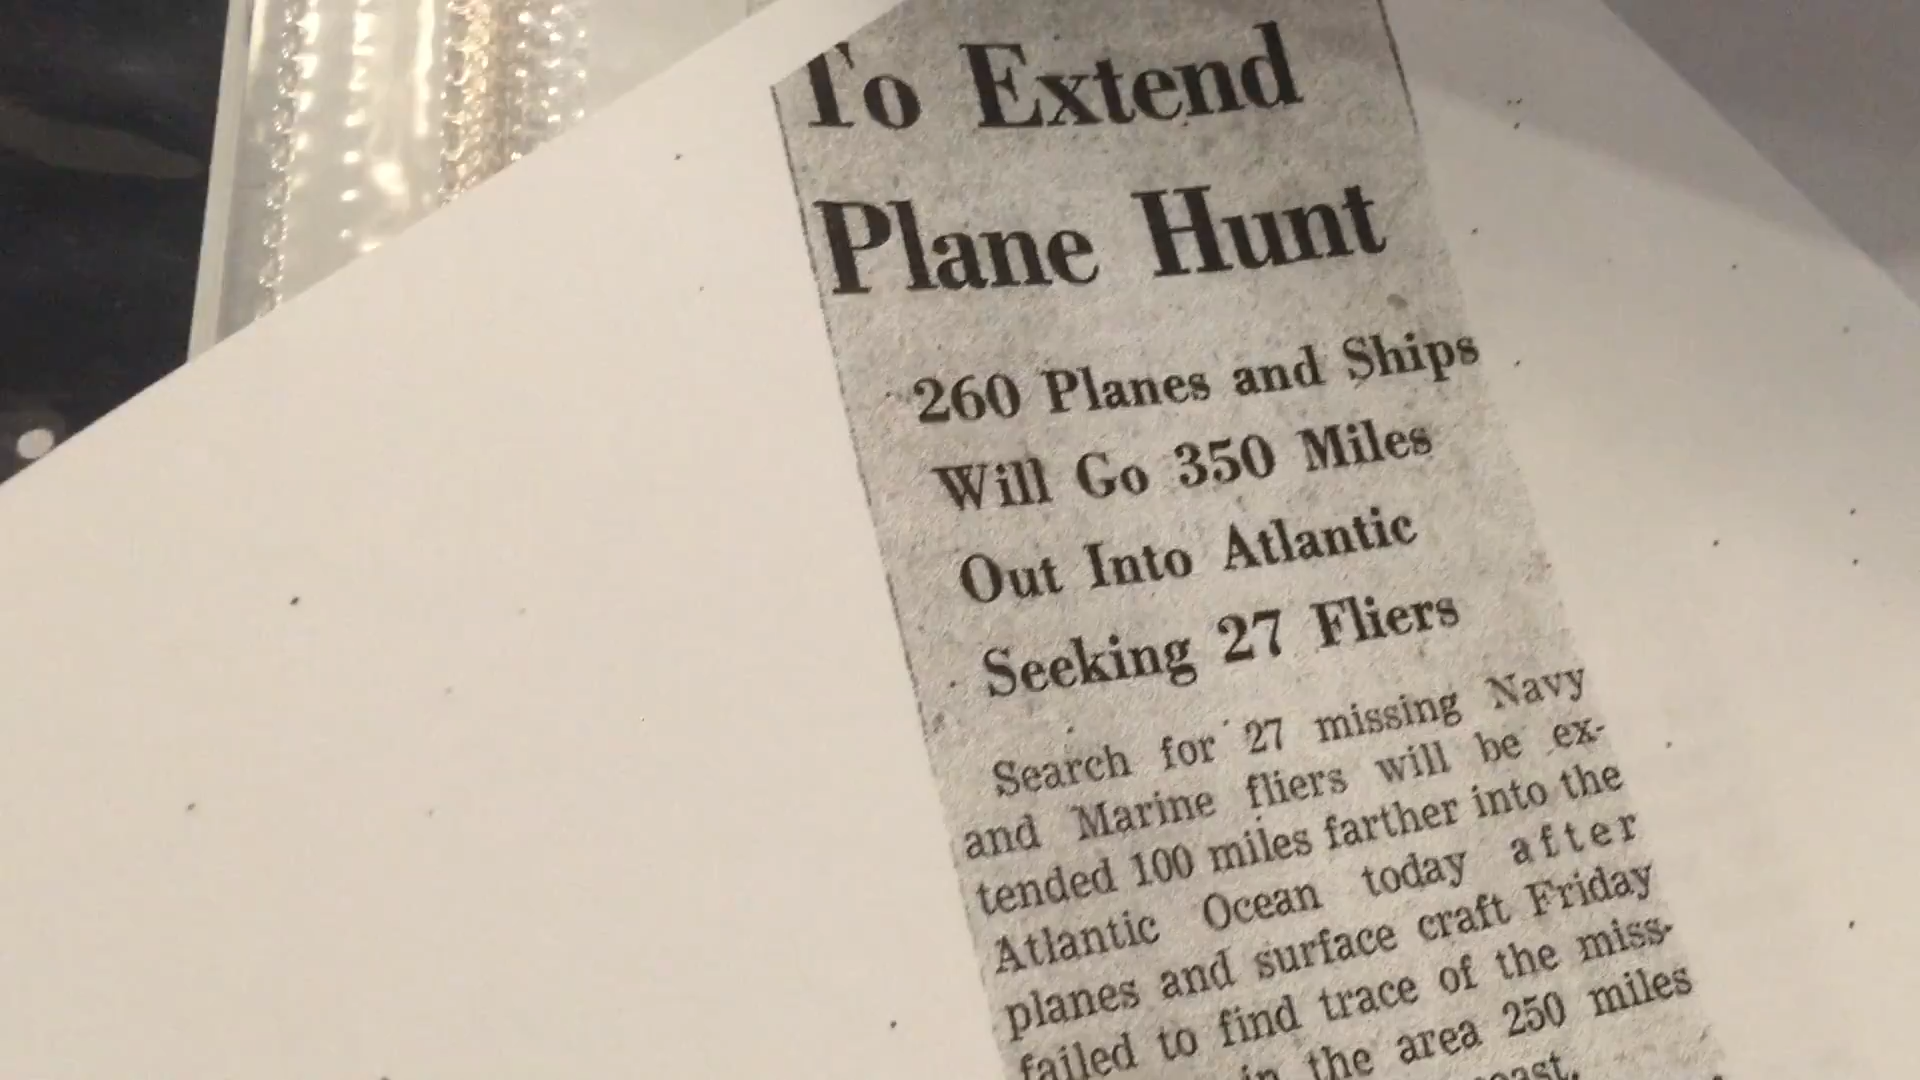 To Extend
Plane Hunt
260 Planes and Ships
Will Go 350 Miles
Out Into Atlantic
Seeking 27 Fliers
Search for 27 missing Navy
and Marine fliers will be ex-
tended 100 miles farther into the
Atlantic Ocean today after
planes and surface craft Friday
failed to find trace of the miss-
in the area 250 miles